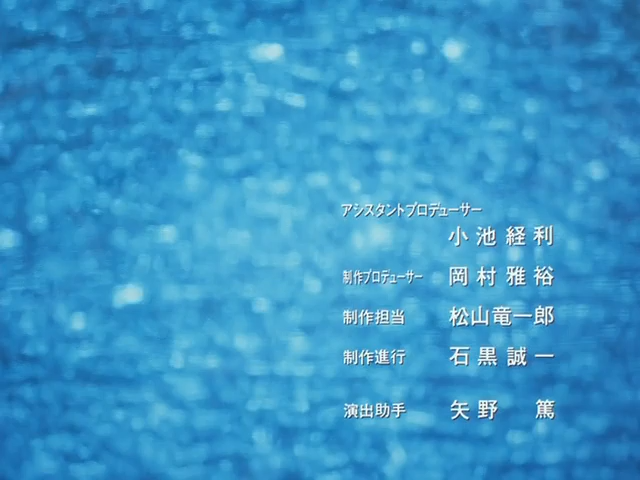 アシスタントプロデューサー
小池経利
制作プロデューサー 岡村雅裕
制作担当 松山竜一郎
制作進行 石黒誠一
演出助手 矢野 篤